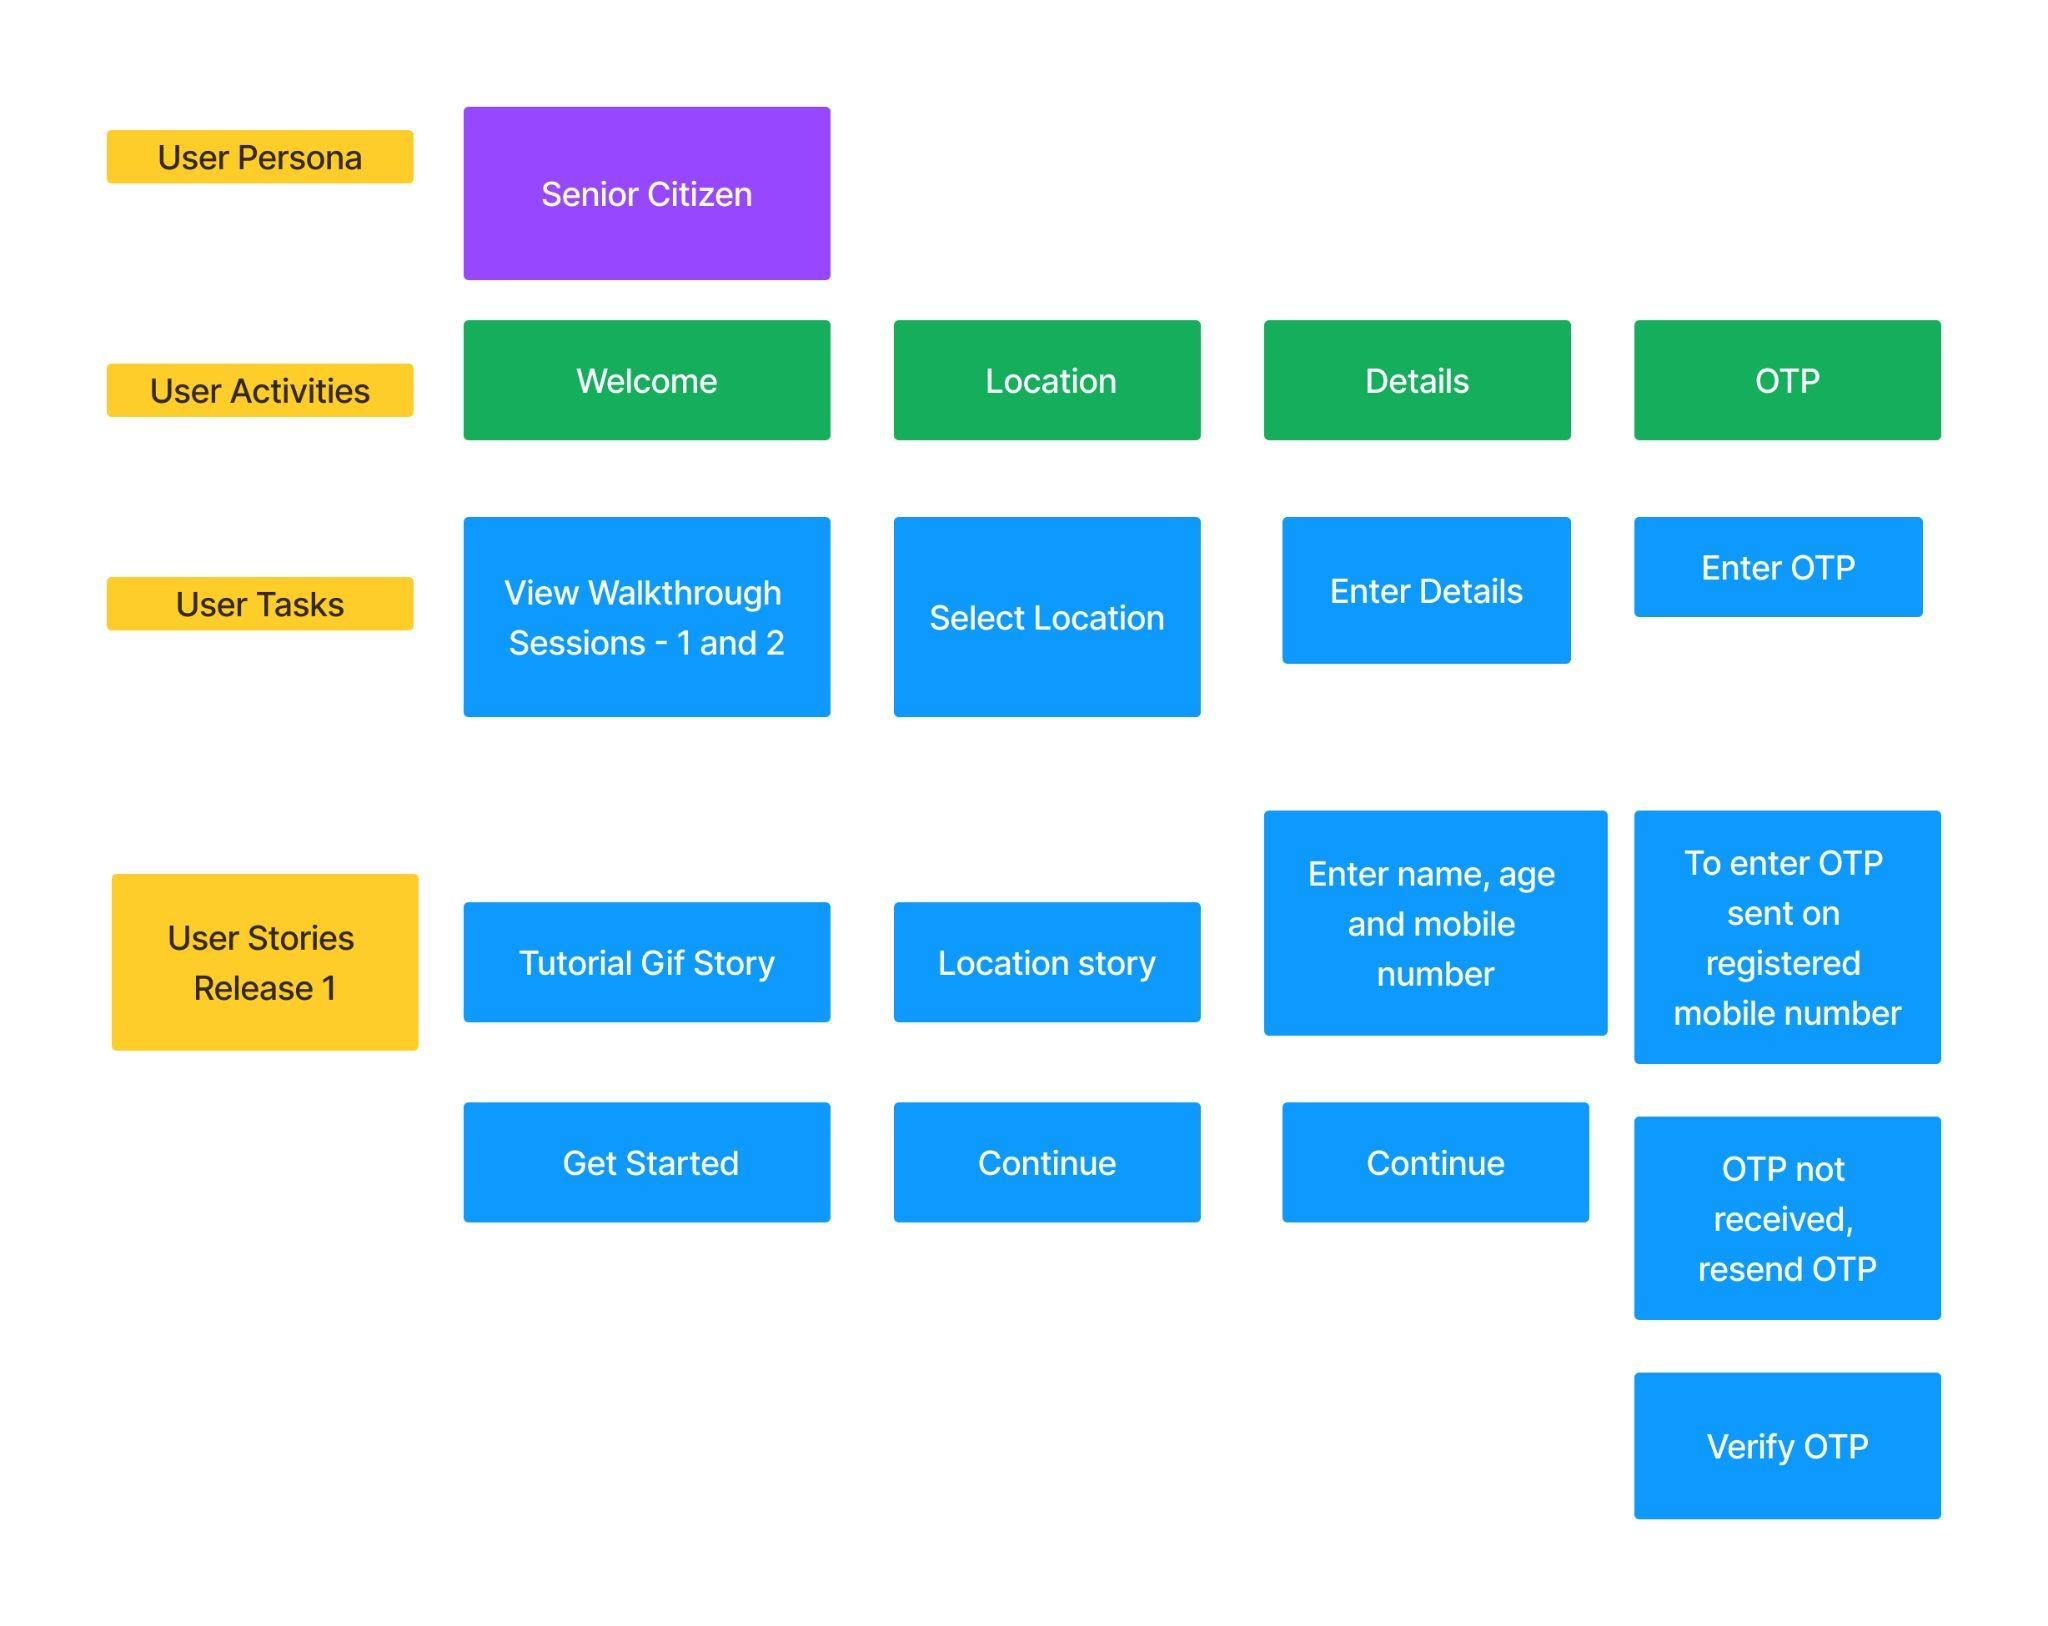 User Persona
Senior Citizen
User Activities
Welcome
Location
Details
OTP
User Tasks
View Walkthrough
Sessions - 1 and 2
Select Location
Enter Details
Enter OTP
User Stories
Release 1
Tutorial Gif Story
Location story
Enter name, age
and mobile
number
To enter OTP
sent on
registered
mobile number
Get Started
Continue
Continue
OTP not
received,
resend OTP
Verify OTP